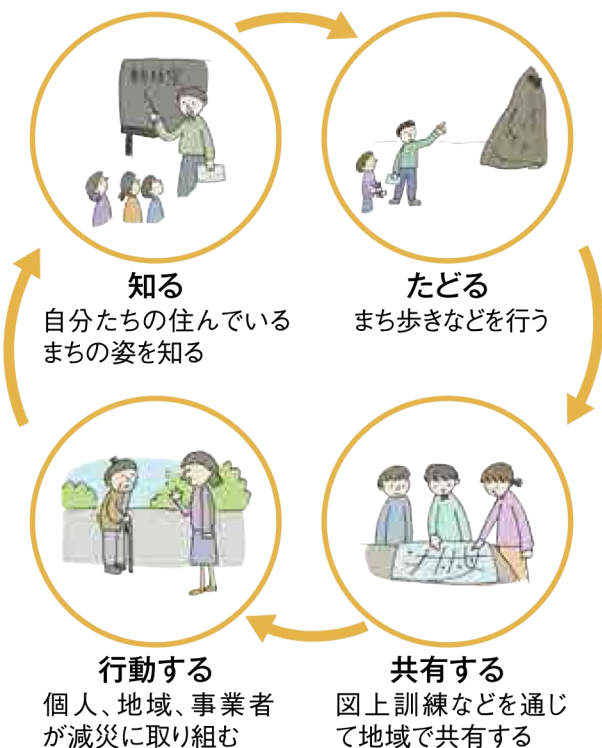 知る
自分たちの住んでいる
まちの姿を知る
たどる
まち歩きなどを行う
共有する
図上訓練などを通じ
て地域で共有する
行動する
個人、地域、事業者
が減災に取り組む